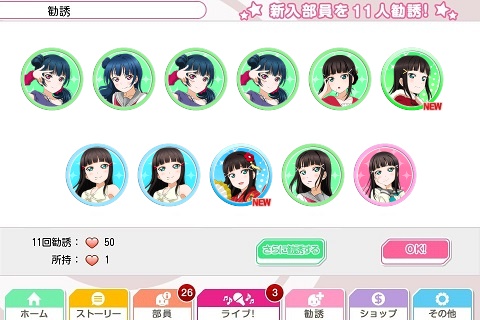 勧誘
新入部員を11人勧誘!
NEW
NEW
11回勧誘: 50
所持: 1
さらに勧誘する
OK!
26
3
ホーム
ストーリー
部員
ライブ!
勧誘
ショップ
その他